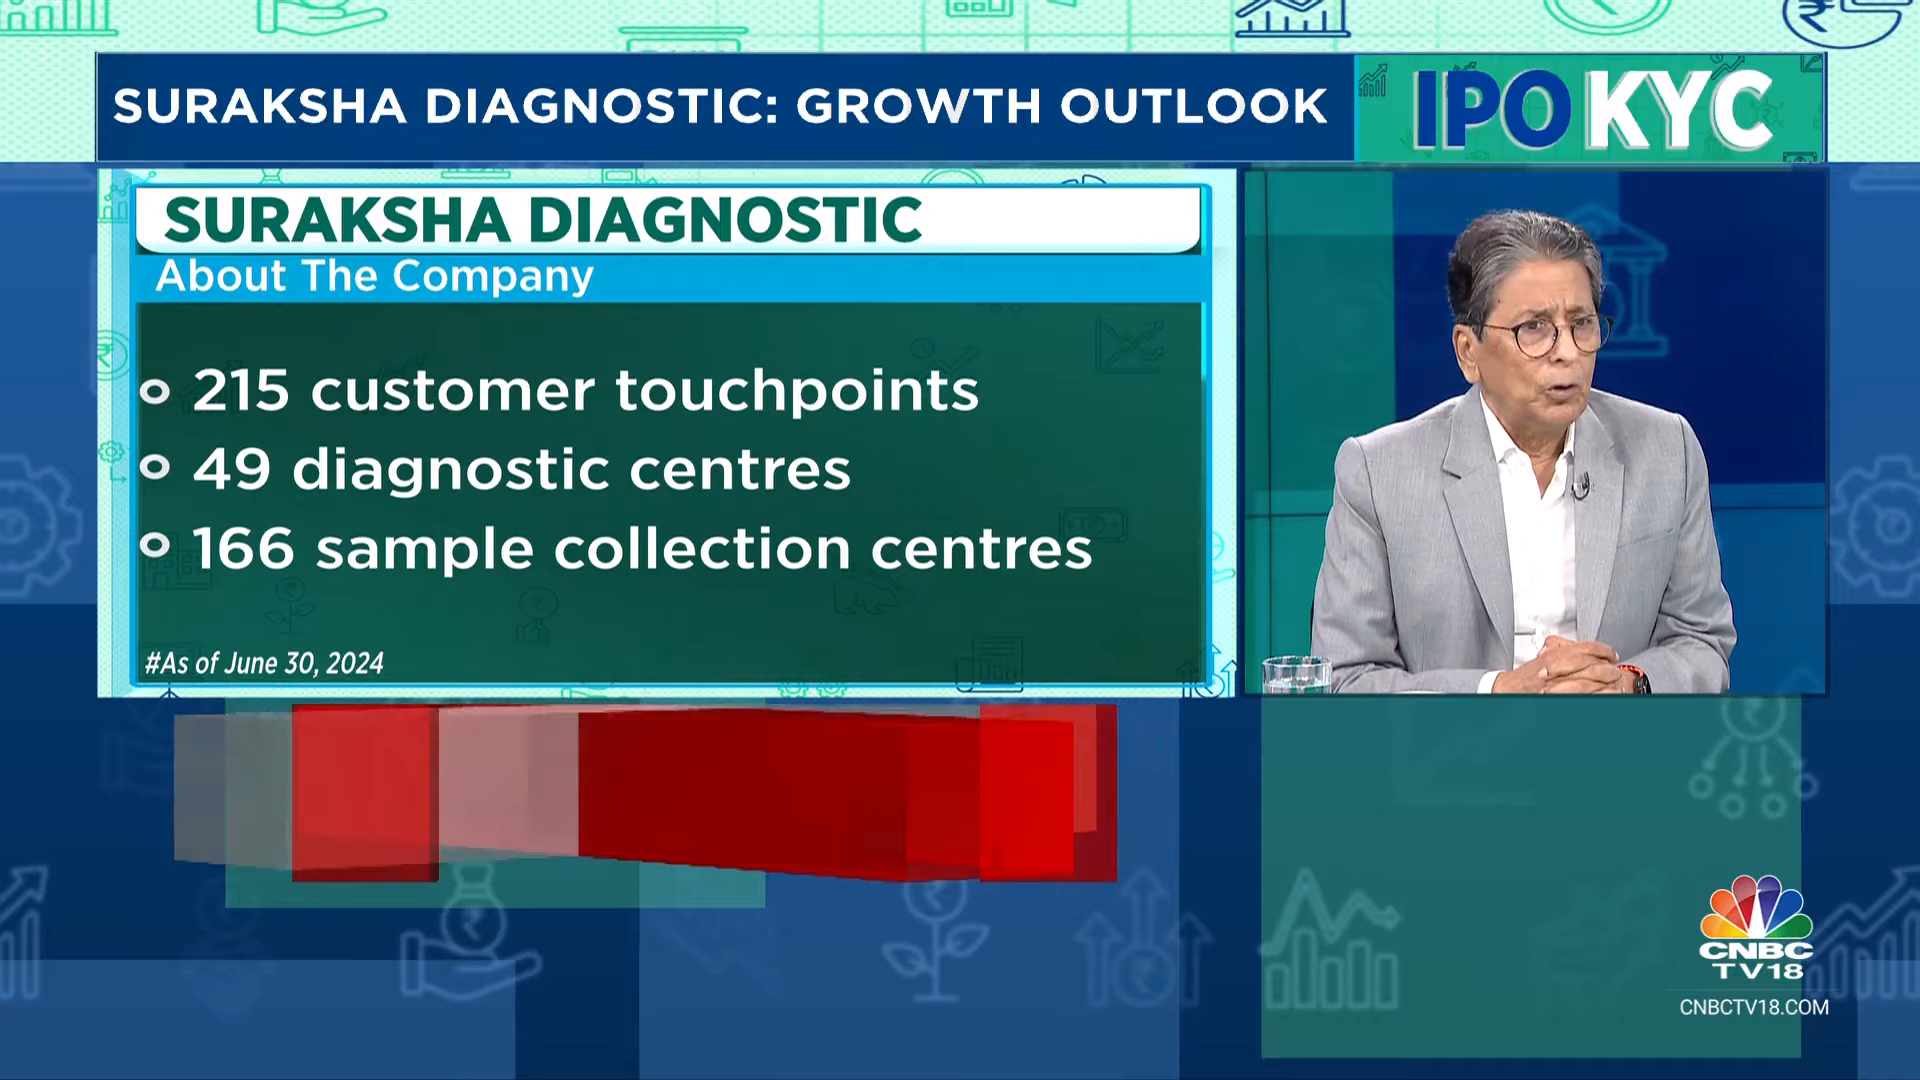 SURAKSHA DIAGNOSTIC: GROWTH OUTLOOK
IPO KYC
SURAKSHA DIAGNOSTIC
About The Company
215 customer touchpoints
49 diagnostic centres
166 sample collection centres
#As of June 30, 2024
CNBC
TV18
CNBCTV18.COM